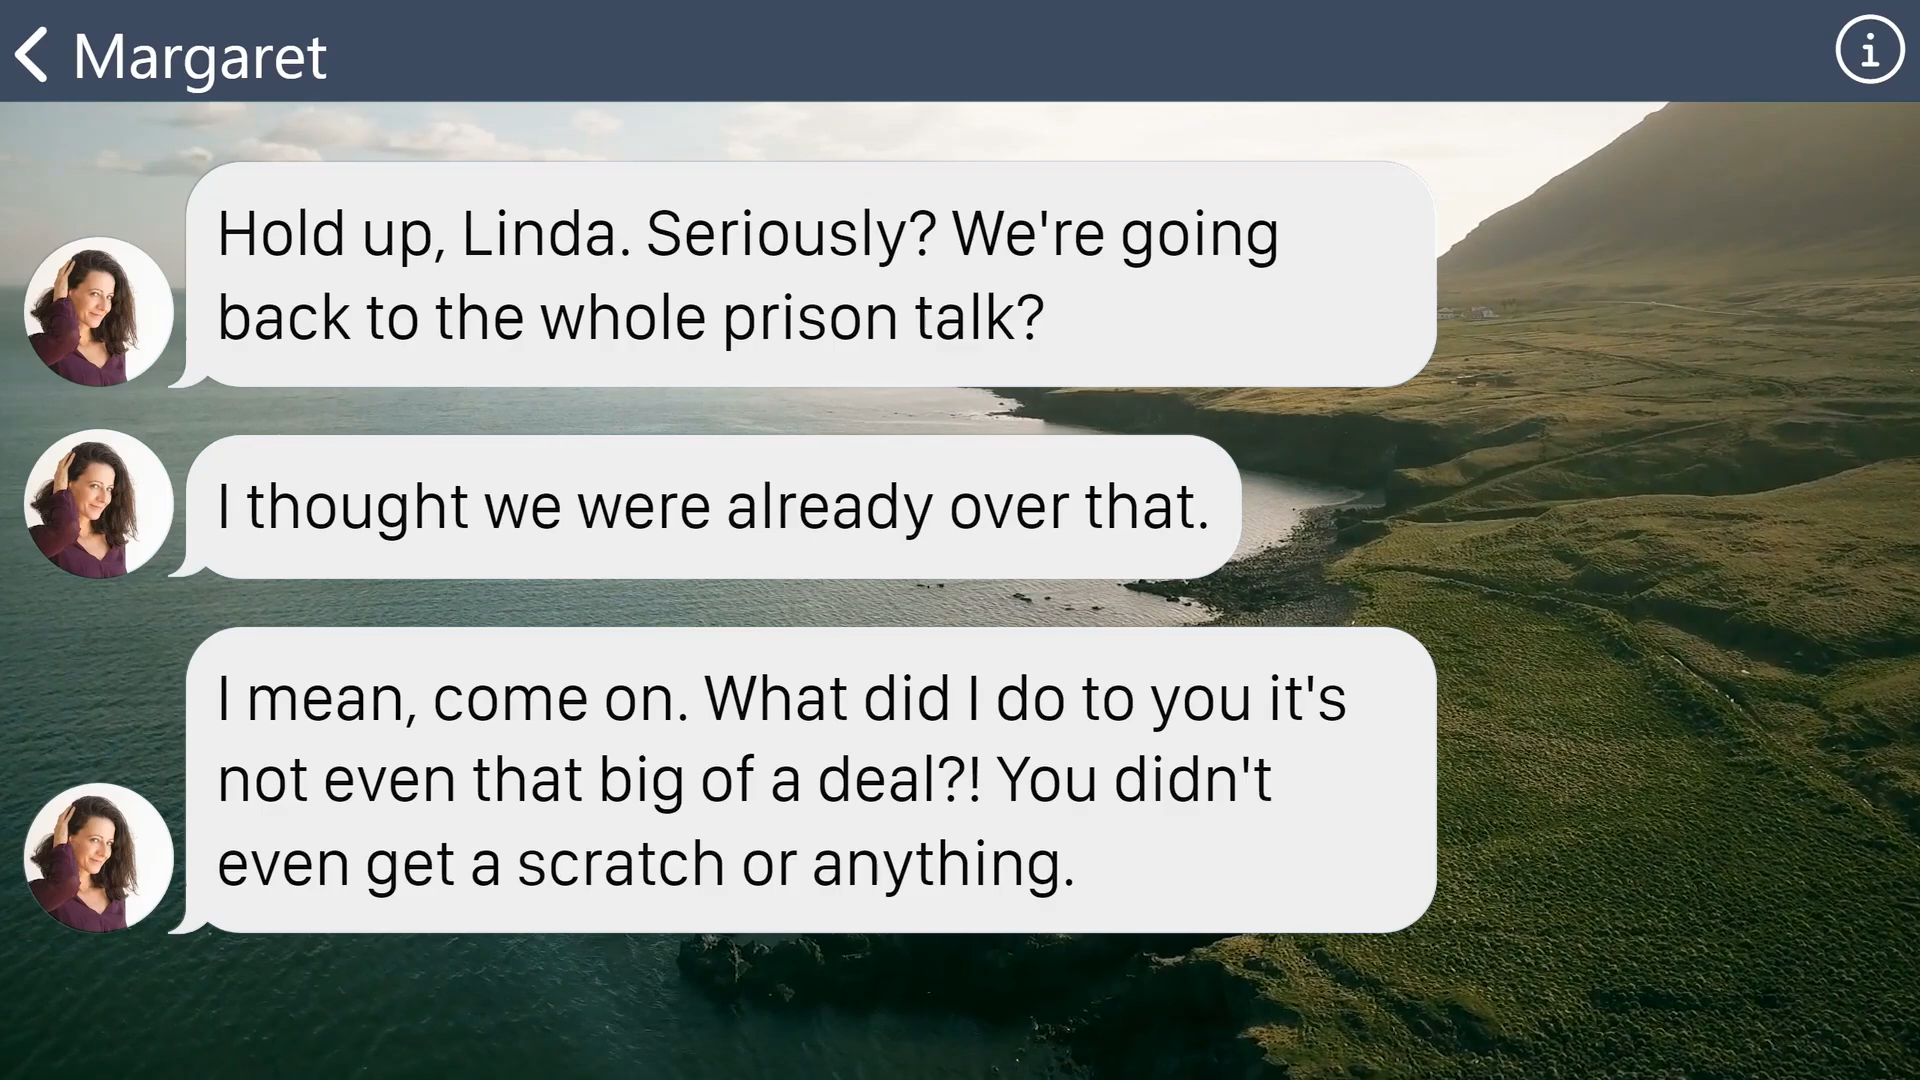 Margaret
Hold up, Linda. Seriously? We're going
back to the whole prison talk?
I thought we were already over that.
I mean, come on. What did I do to you it's
not even that big of a deal?! You didn't
even get a scratch or anything.